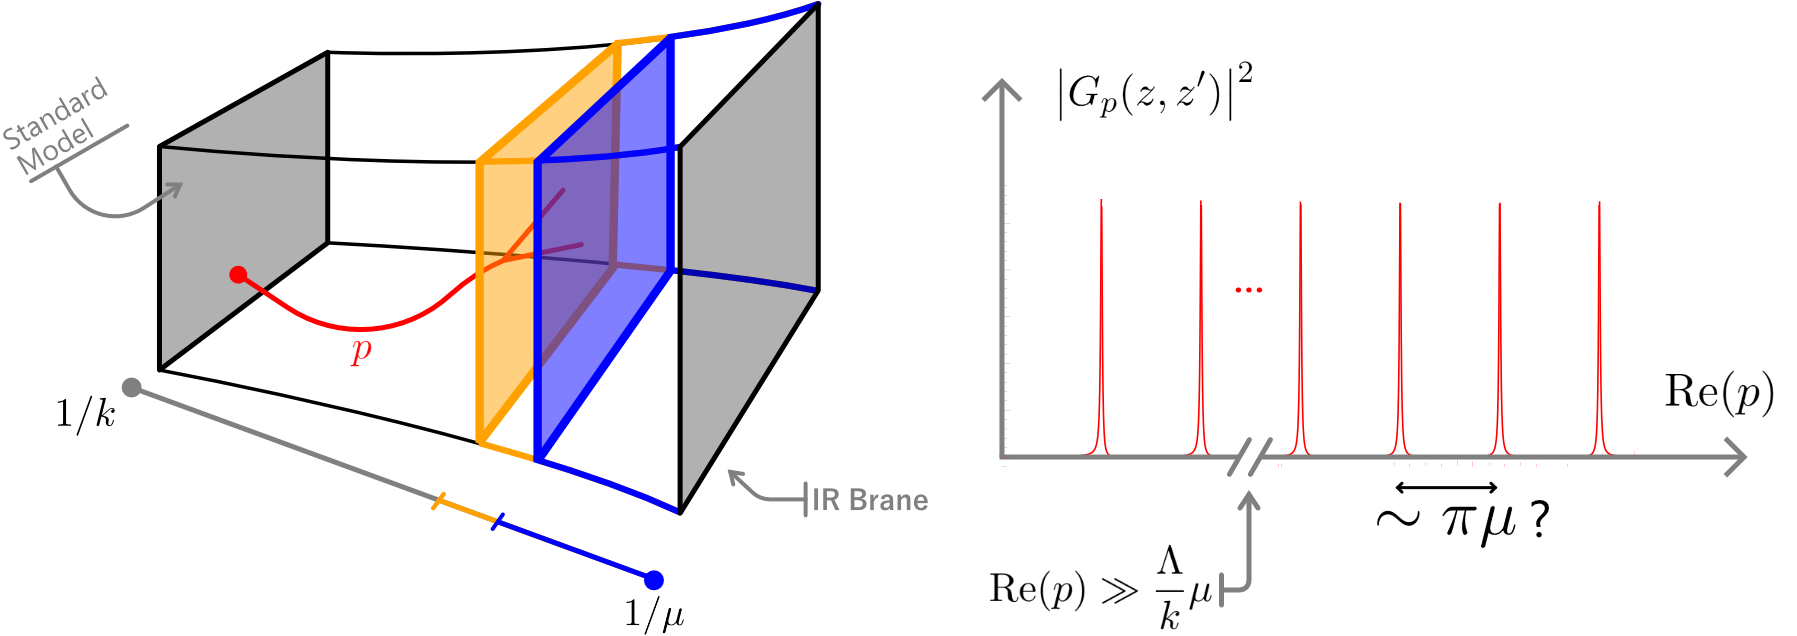 Standard
Model
p
1/k
1/μ
IR Brane
|G_p(z, z′)|²
...
Re(p)
∼ πμ ?
Re(p) ≫ Λ/k μ